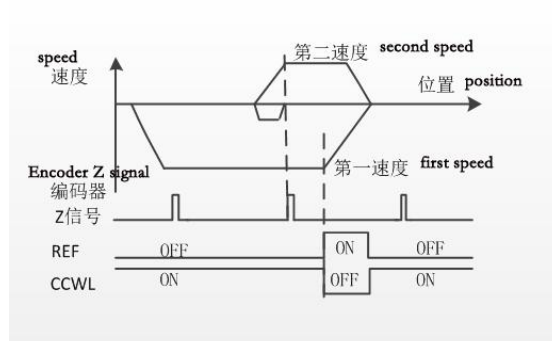 speed
速度
第二速度 second speed
位置 position
第一速度 first speed
Encoder Z signal
编码器
Z信号
REF OFF ON OFF
CCWL ON OFF ON